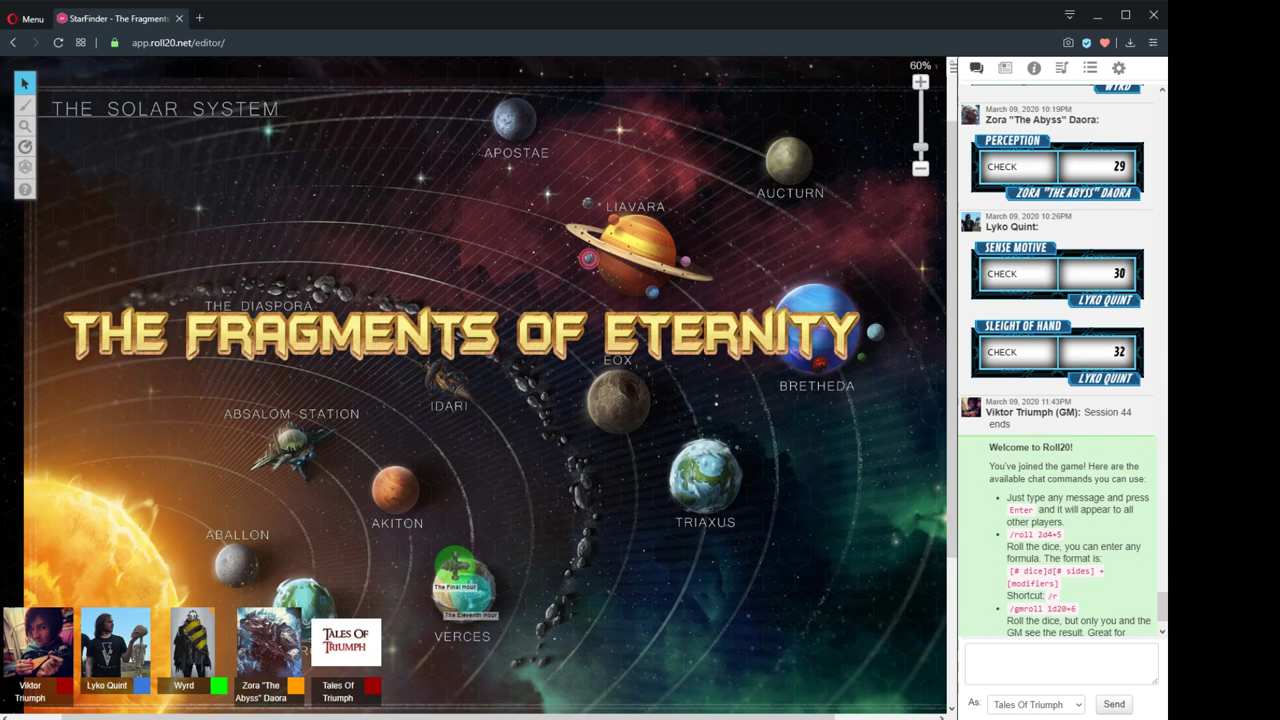 Menu
StarFinder - The Fragments
app.roll20.net/editor/
60%
THE SOLAR SYSTEM
APOSTAE
AUCTURN
LIAVARA
THE DIASPORA
THE FRAGMENTS OF ETERNITY
EOX
BRETHEDA
IDARI
ABSALOM STATION
AKITON
TRIAXUS
ABALLON
The Final Hour
The Eleventh Hour
VERCES
Viktor
Triumph
Lyko Quint
Wyrd
Zora "The
Abyss" Daora
TALES OF
TRIUMPH
Tales Of
Triumph
WYRD
March 09, 2020 10:19PM
Zora "The Abyss" Daora:
PERCEPTION
CHECK 29
ZORA "THE ABYSS" DAORA
March 09, 2020 10:26PM
Lyko Quint:
SENSE MOTIVE
CHECK 30
LYKO QUINT
SLEIGHT OF HAND
CHECK 32
LYKO QUINT
March 09, 2020 11:43PM
Viktor Triumph (GM): Session 44
ends
Welcome to Roll20!
You've joined the game! Here are the
available chat commands you can use:
Just type any message and press
Enter and it will appear to all
other players.
/roll 2d4+5
Roll the dice, you can enter any
formula. The format is:
[# dice]d[# sides] +
[modifiers]
Shortcut: /r
/gmroll 1d20+6
Roll the dice, but only you and the
GM see the result. Great for
As: Tales Of Triumph
Send